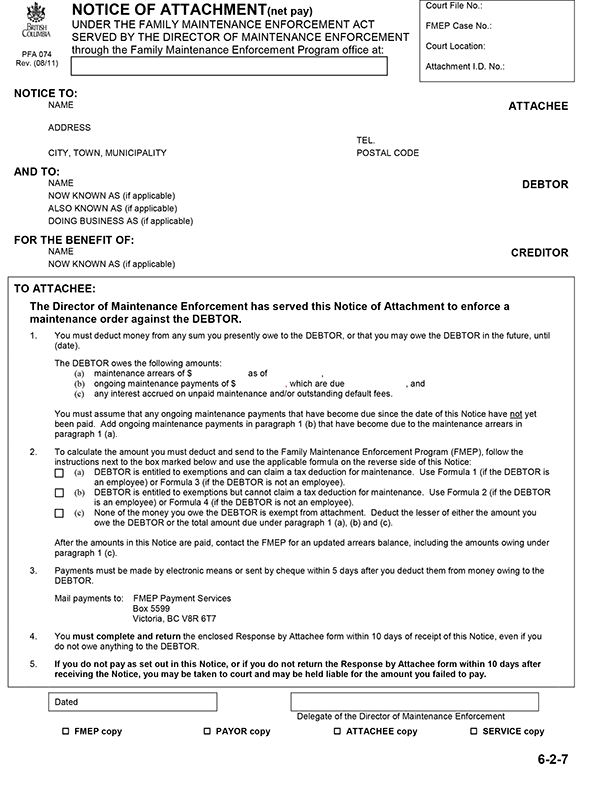 BRITISH
COLUMBIA
PFA 074
Rev. (08/11)
NOTICE OF ATTACHMENT(net pay)
UNDER THE FAMILY MAINTENANCE ENFORCEMENT ACT
SERVED BY THE DIRECTOR OF MAINTENANCE ENFORCEMENT
through the Family Maintenance Enforcement Program office at:
Court File No.:
FMEP Case No.:
Court Location:
Attachment I.D. No.:
NOTICE TO:
NAME
ATTACHEE
ADDRESS
TEL.
CITY, TOWN, MUNICIPALITY POSTAL CODE
AND TO:
NAME
DEBTOR
NOW KNOWN AS (if applicable)
ALSO KNOWN AS (if applicable)
DOING BUSINESS AS (if applicable)
FOR THE BENEFIT OF:
NAME
CREDITOR
NOW KNOWN AS (if applicable)
TO ATTACHEE:
The Director of Maintenance Enforcement has served this Notice of Attachment to enforce a
maintenance order against the DEBTOR.
1. You must deduct money from any sum you presently owe to the DEBTOR, or that you may owe the DEBTOR in the future, until
(date).
The DEBTOR owes the following amounts:
(a) maintenance arrears of $ as of ,
(b) ongoing maintenance payments of $ , which are due , and
(c) any interest accrued on unpaid maintenance and/or outstanding default fees.
You must assume that any ongoing maintenance payments that have become due since the date of this Notice have not yet
been paid. Add ongoing maintenance payments in paragraph 1 (b) that have become due to the maintenance arrears in
paragraph 1 (a).
2. To calculate the amount you must deduct and send to the Family Maintenance Enforcement Program (FMEP), follow the
instructions next to the box marked below and use the applicable formula on the reverse side of this Notice:
(a) DEBTOR is entitled to exemptions and can claim a tax deduction for maintenance. Use Formula 1 (if the DEBTOR is
an employee) or Formula 3 (if the DEBTOR is not an employee).
(b) DEBTOR is entitled to exemptions but cannot claim a tax deduction for maintenance. Use Formula 2 (if the DEBTOR
is an employee) or Formula 4 (if the DEBTOR is not an employee).
(c) None of the money you owe the DEBTOR is exempt from attachment. Deduct the lesser of either the amount you
owe the DEBTOR or the total amount due under paragraph 1 (a), (b) and (c).
After the amounts in this Notice are paid, contact the FMEP for an updated arrears balance, including the amounts owing under
paragraph 1 (c).
3. Payments must be made by electronic means or sent by cheque within 5 days after you deduct them from money owing to the
DEBTOR.
Mail payments to: FMEP Payment Services
Box 5599
Victoria, BC V8R 6T7
4. You must complete and return the enclosed Response by Attachee form within 10 days of receipt of this Notice, even if you
do not owe anything to the DEBTOR.
5. If you do not pay as set out in this Notice, or if you do not return the Response by Attachee form within 10 days after
receiving the Notice, you may be taken to court and may be held liable for the amount you failed to pay.
Dated
Delegate of the Director of Maintenance Enforcement
FMEP copy PAYOR copy ATTACHEE copy SERVICE copy
6-2-7